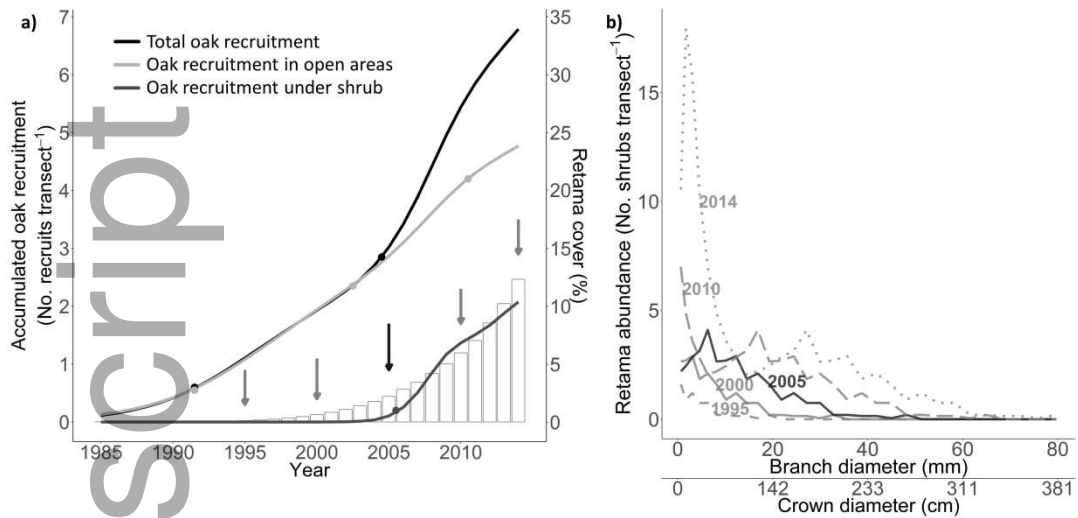 a)
Total oak recruitment
Oak recruitment in open areas
Oak recruitment under shrub
Accumulated oak recruitment
(No. recruits transect⁻¹)
7
6
5
4
3
2
1
0
35
30
25
20
15
10
5
0
Retama cover (%)
1985 1990 1995 2000 2005 2010
Year
script
b)
Retama abundance (No. shrubs transect⁻¹)
15
10
5
0
2014
2010
2000
2005
1995
0 20 40 60 80
Branch diameter (mm)
0 142 233 311 381
Crown diameter (cm)